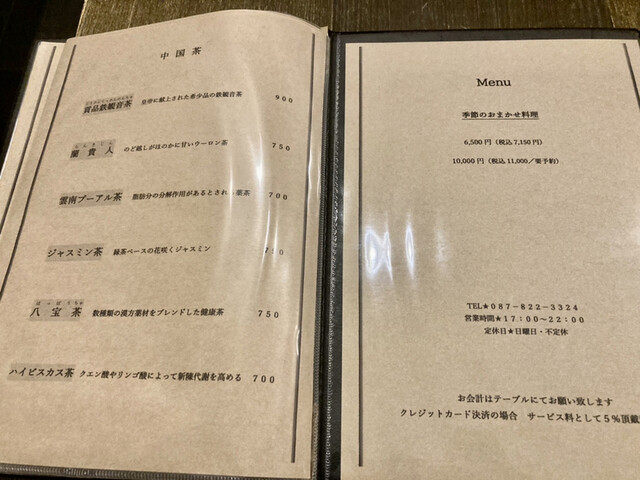 中国茶
貢品鉄観音茶 皇帝に献上された希少品の鉄観音茶 900
蘭貴人 のど越しがほのかに甘いウーロン茶 750
雲南プーアル茶 脂肪分の分解作用があるとされる薬茶 700
ジャスミン茶 緑茶ベースの花咲くジャスミン
八宝茶 数種類の漢方薬材をブレンドした健康茶 750
ハイビスカス茶 クエン酸やリンゴ酸によって新陳代謝を高める 700
Menu
季節のおまかせ料理
6,500円（税込7,150円）
10,000円（税込11,000／要予約）
TEL★087-822-3324
営業時間★17：00〜22：00
定休日★日曜日・不定休
お会計はテーブルにてお願い致します
クレジットカード決済の場合 サービス料として5％頂戴